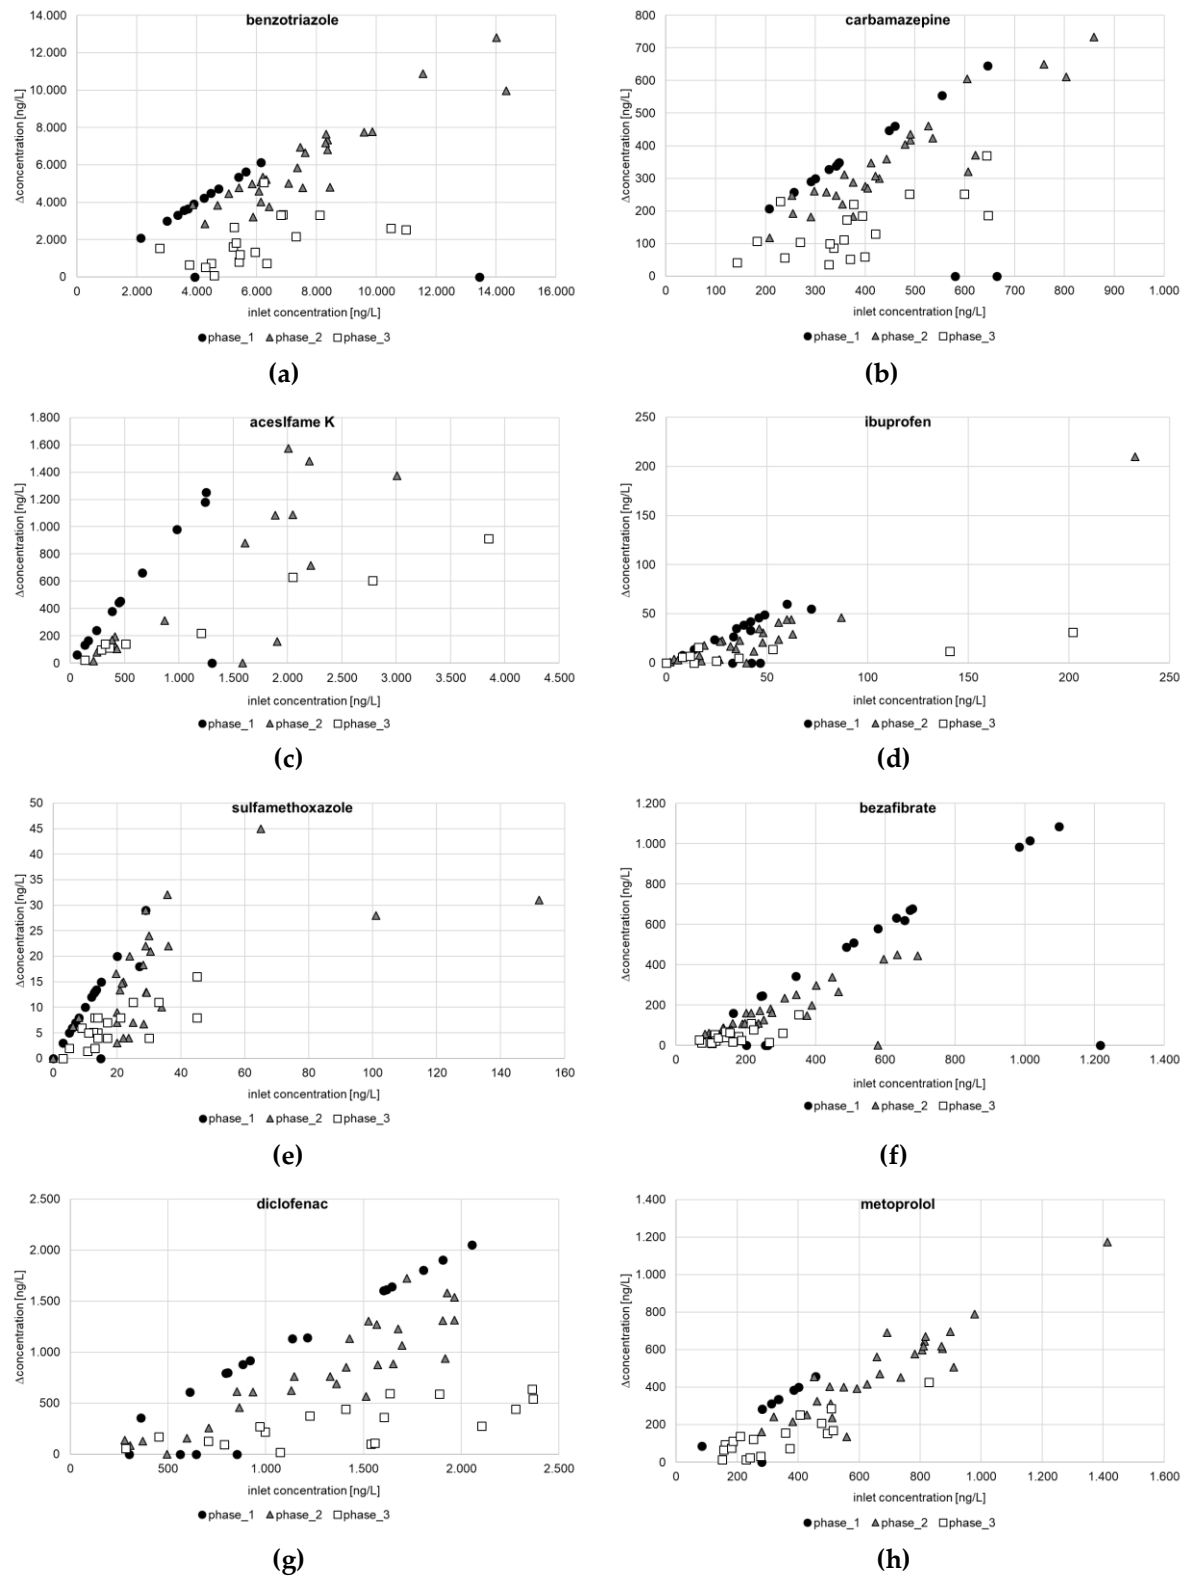 benzotriazole
Δconcentration [ng/L]
14.000
12.000
10.000
8.000
6.000
4.000
2.000
0
0 2.000 4.000 6.000 8.000 10.000 12.000 14.000 16.000
inlet concentration [ng/L]
phase_1 phase_2 phase_3
(a)
carbamazepine
Δconcentration [ng/L]
800
700
600
500
400
300
200
100
0
0 100 200 300 400 500 600 700 800 900 1.000
inlet concentration [ng/L]
phase_1 phase_2 phase_3
(b)
aceslfame K
Δconcentration [ng/L]
1.800
1.600
1.400
1.200
1.000
800
600
400
200
0
0 500 1.000 1.500 2.000 2.500 3.000 3.500 4.000 4.500
inlet concentration [ng/L]
phase_1 phase_2 phase_3
(c)
ibuprofen
Δconcentration [ng/L]
250
200
150
100
50
0
0 50 100 150 200 250
inlet concentration [ng/L]
phase_1 phase_2 phase_3
(d)
sulfamethoxazole
Δconcentration [ng/L]
50
45
40
35
30
25
20
15
10
5
0
0 20 40 60 80 100 120 140 160
inlet concentration [ng/L]
phase_1 phase_2 phase_3
(e)
bezafibrate
Δconcentration [ng/L]
1.200
1.000
800
600
400
200
0
0 200 400 600 800 1.000 1.200 1.400
inlet concentration [ng/L]
phase_1 phase_2 phase_3
(f)
diclofenac
Δconcentration [ng/L]
2.500
2.000
1.500
1.000
500
0
0 500 1.000 1.500 2.000 2.500
inlet concentration [ng/L]
phase_1 phase_2 phase_3
(g)
metoprolol
Δconcentration [ng/L]
1.400
1.200
1.000
800
600
400
200
0
0 200 400 600 800 1.000 1.200 1.400 1.600
inlet concentration [ng/L]
phase_1 phase_2 phase_3
(h)